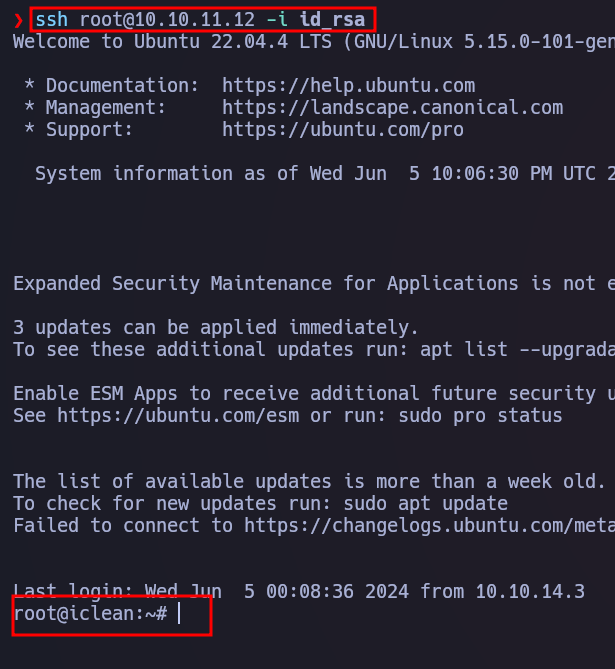 ❯ ssh root@10.10.11.12 -i id_rsa
Welcome to Ubuntu 22.04.4 LTS (GNU/Linux 5.15.0-101-gen
* Documentation: https://help.ubuntu.com
* Management: https://landscape.canonical.com
* Support: https://ubuntu.com/pro
System information as of Wed Jun 5 10:06:30 PM UTC 2
Expanded Security Maintenance for Applications is not e
3 updates can be applied immediately.
To see these additional updates run: apt list --upgrada
Enable ESM Apps to receive additional future security u
See https://ubuntu.com/esm or run: sudo pro status
The list of available updates is more than a week old.
To check for new updates run: sudo apt update
Failed to connect to https://changelogs.ubuntu.com/meta
Last login: Wed Jun 5 00:08:36 2024 from 10.10.14.3
root@iclean:~#